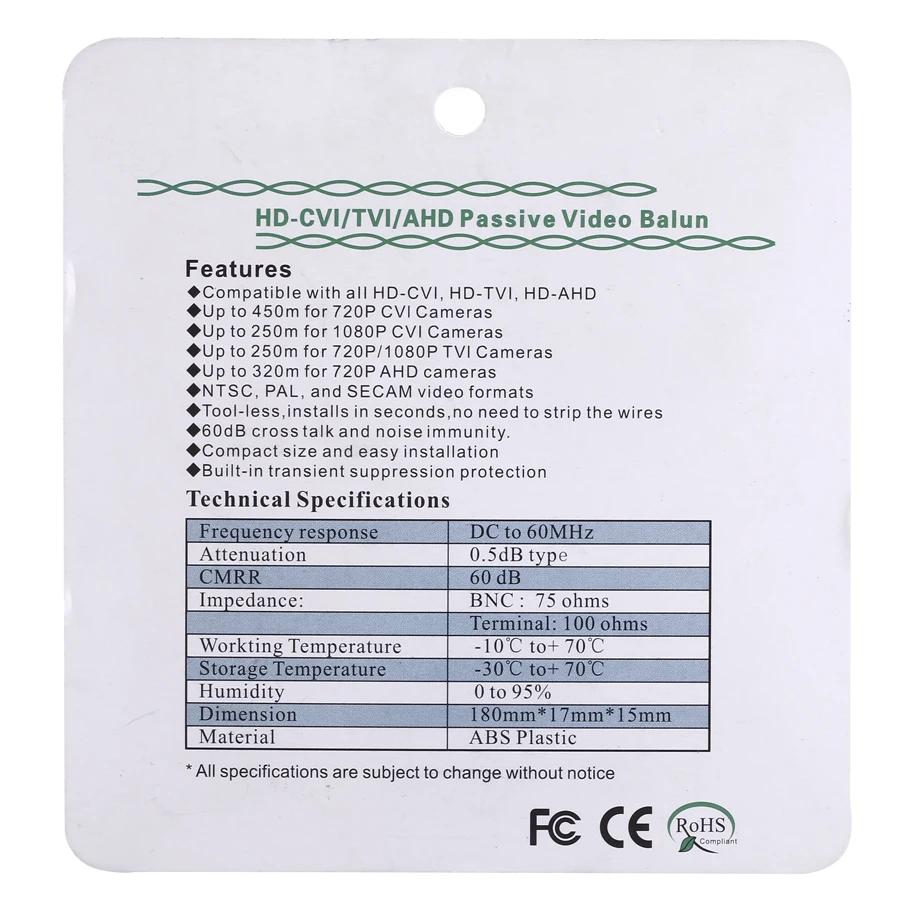 HD-CVI/TVI/AHD Passive Video Balun
Features
◆Compatible with all HD-CVI, HD-TVI, HD-AHD
◆Up to 450m for 720P CVI Cameras
◆Up to 250m for 1080P CVI Cameras
◆Up to 250m for 720P/1080P TVI Cameras
◆Up to 320m for 720P AHD cameras
◆NTSC, PAL, and SECAM video formats
◆Tool-less,installs in seconds,no need to strip the wires
◆60dB cross talk and noise immunity.
◆Compact size and easy installation
◆Built-in transient suppression protection
Technical Specifications
Frequency response DC to 60MHz
Attenuation 0.5dB type
CMRR 60 dB
Impedance: BNC : 75 ohms
Terminal: 100 ohms
Workting Temperature -10℃ to+ 70℃
Storage Temperature -30℃ to+ 70℃
Humidity 0 to 95%
Dimension 180mm*17mm*15mm
Material ABS Plastic
* All specifications are subject to change without notice
FC CE RoHS
Compliant